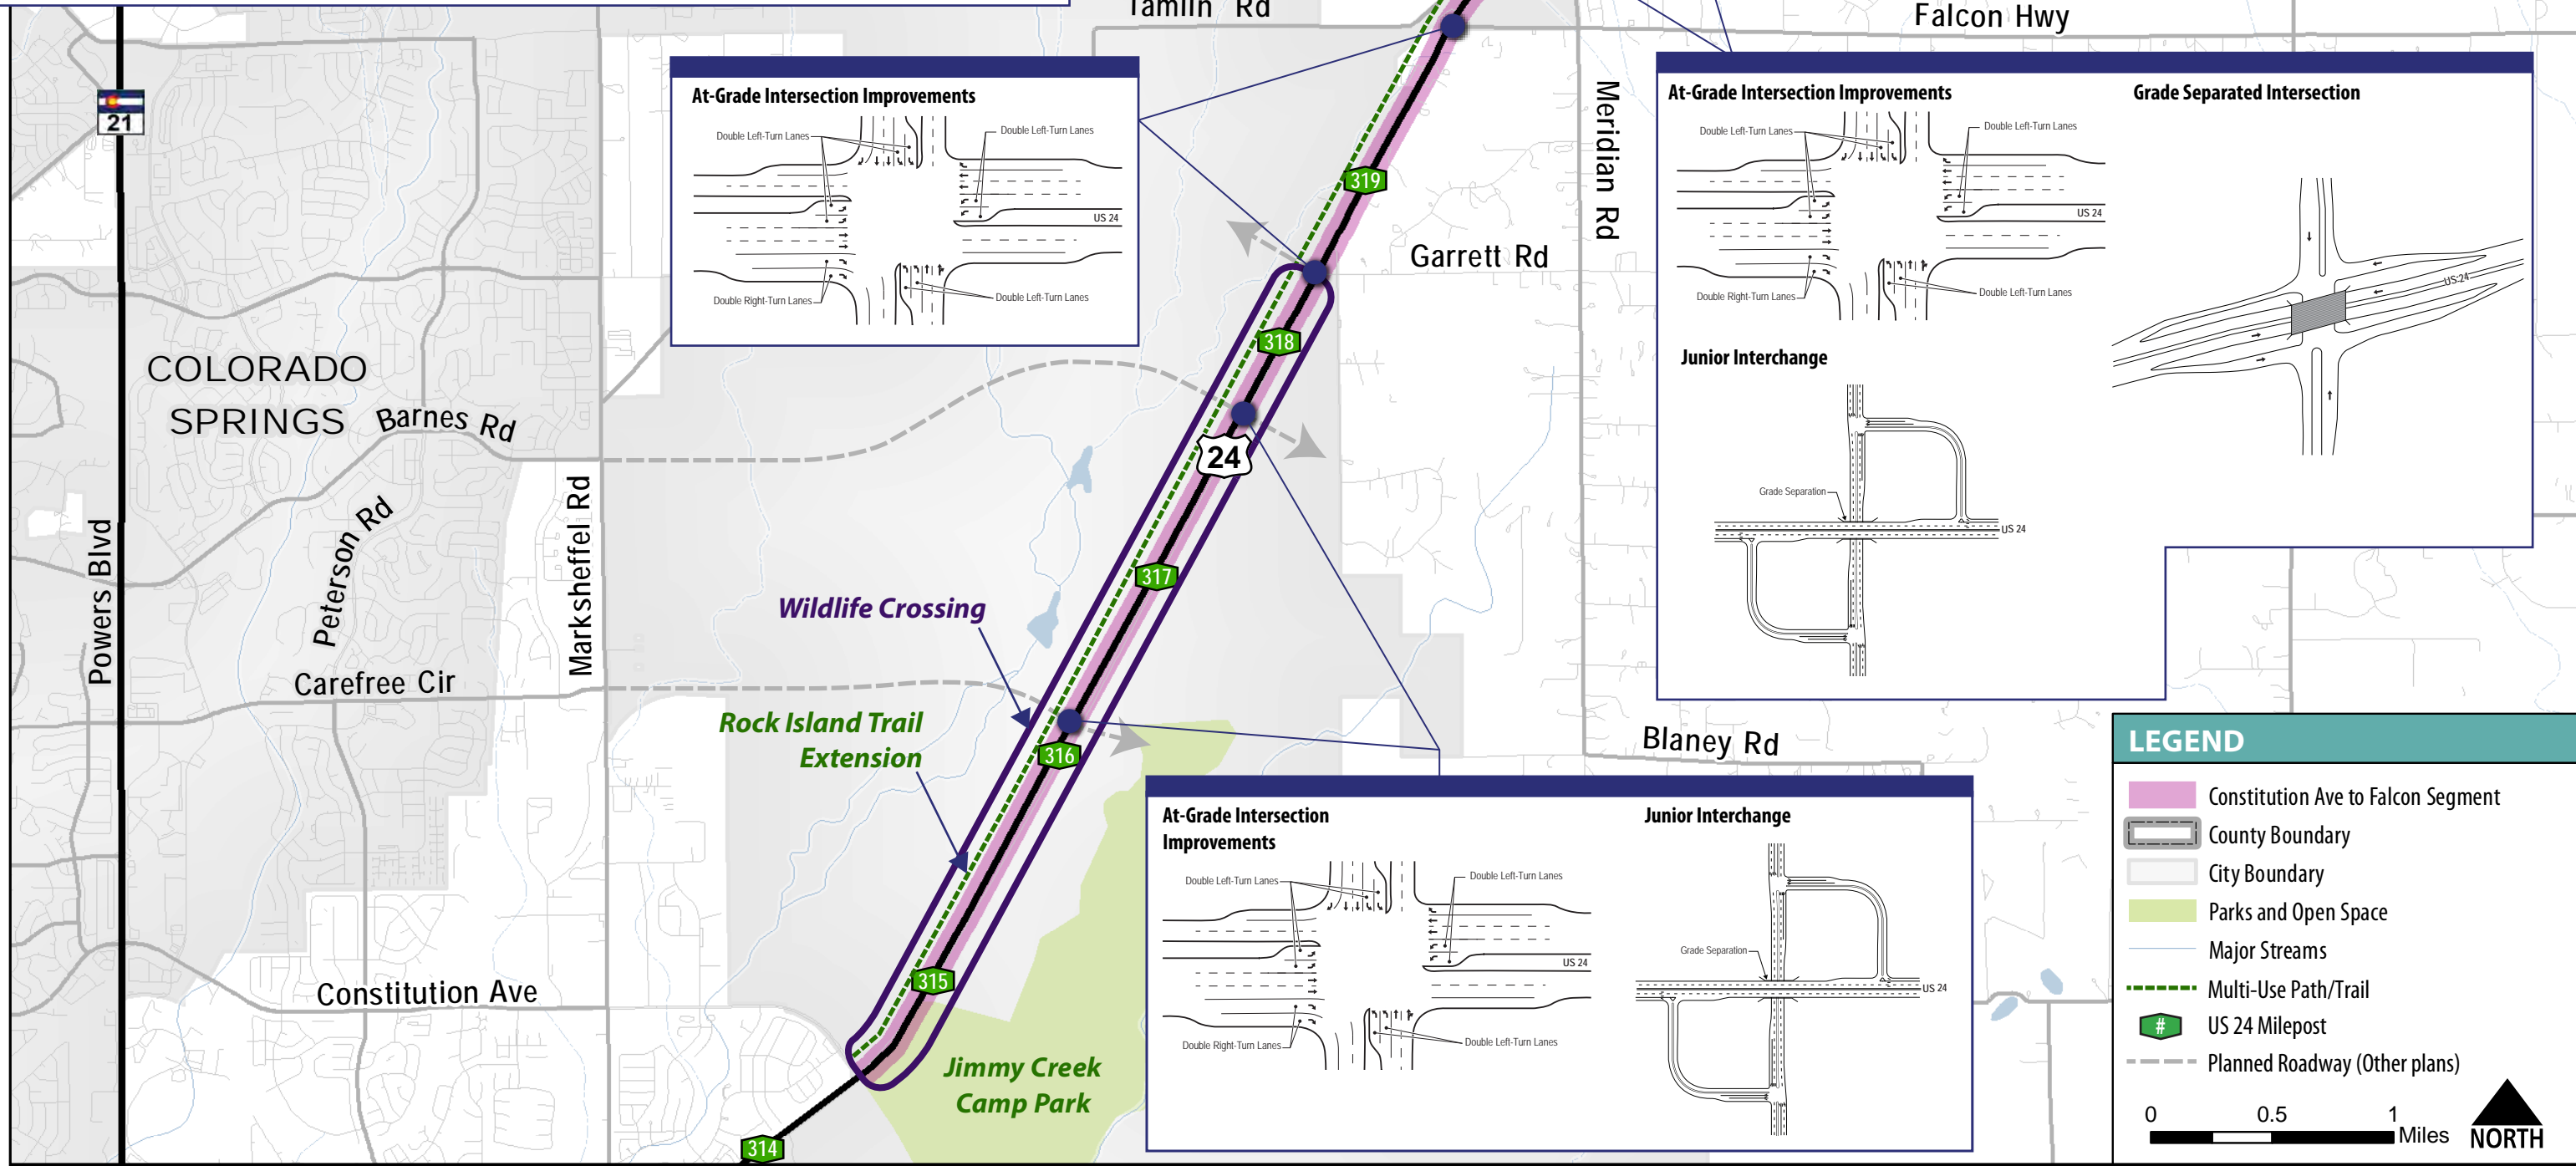 Tamlin Rd
Falcon Hwy
21
At-Grade Intersection Improvements
Double Left-Turn Lanes
Double Left-Turn Lanes
US 24
Double Right-Turn Lanes
Double Left-Turn Lanes
319
Meridian Rd
Garrett Rd
318
At-Grade Intersection Improvements
Double Left-Turn Lanes
Double Left-Turn Lanes
US 24
Double Right-Turn Lanes
Double Left-Turn Lanes
Grade Separated Intersection
US 24
Junior Interchange
Grade Separation
US 24
COLORADO
SPRINGS
Barnes Rd
24
Peterson Rd
Powers Blvd
Marksheffel Rd
317
Wildlife Crossing
Carefree Cir
Rock Island Trail
Extension
316
Blaney Rd
At-Grade Intersection
Improvements
Double Left-Turn Lanes
Double Left-Turn Lanes
US 24
Double Right-Turn Lanes
Double Left-Turn Lanes
Junior Interchange
Grade Separation
US 24
315
Constitution Ave
Jimmy Creek
Camp Park
314
LEGEND
Constitution Ave to Falcon Segment
County Boundary
City Boundary
Parks and Open Space
Major Streams
Multi-Use Path/Trail
# US 24 Milepost
Planned Roadway (Other plans)
0 0.5 1
Miles
NORTH